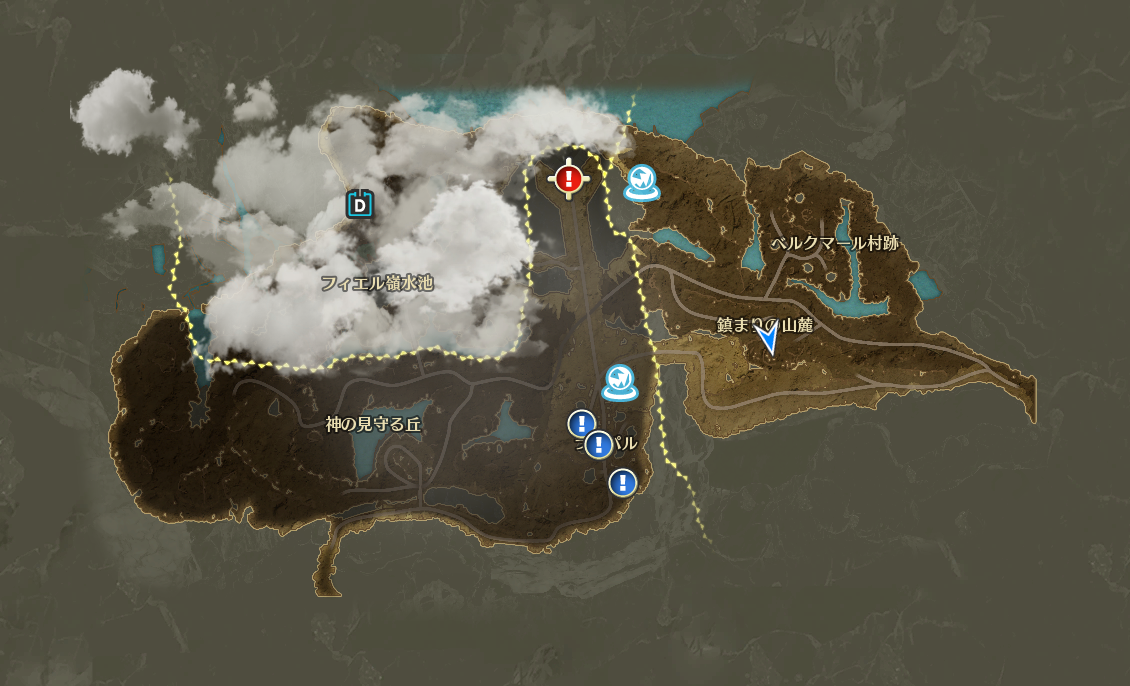 D
ベルクマール村跡
フィエル嶺水池
鎮まりの山麓
神の見守る丘
パル